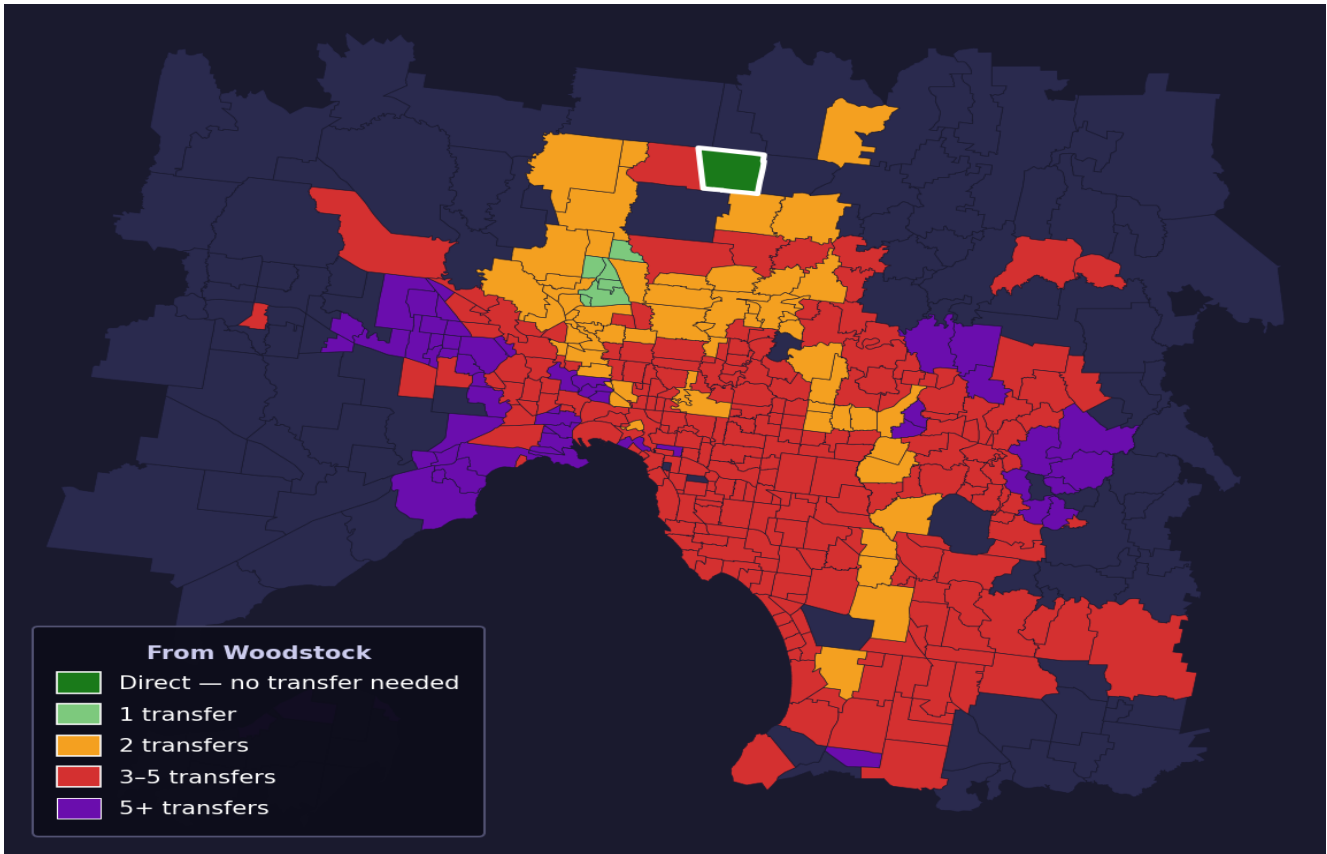 From Woodstock
Direct — no transfer needed
1 transfer
2 transfers
3–5 transfers
5+ transfers